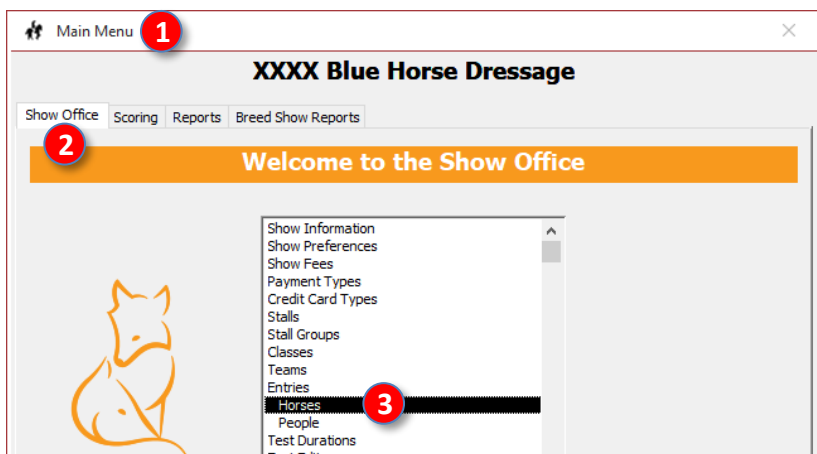 Main Menu 1
XXXX Blue Horse Dressage
Show Office Scoring Reports Breed Show Reports
2
Welcome to the Show Office
Show Information
Show Preferences
Show Fees
Payment Types
Credit Card Types
Stalls
Stall Groups
Classes
Teams
Entries
Horses 3
People
Test Durations